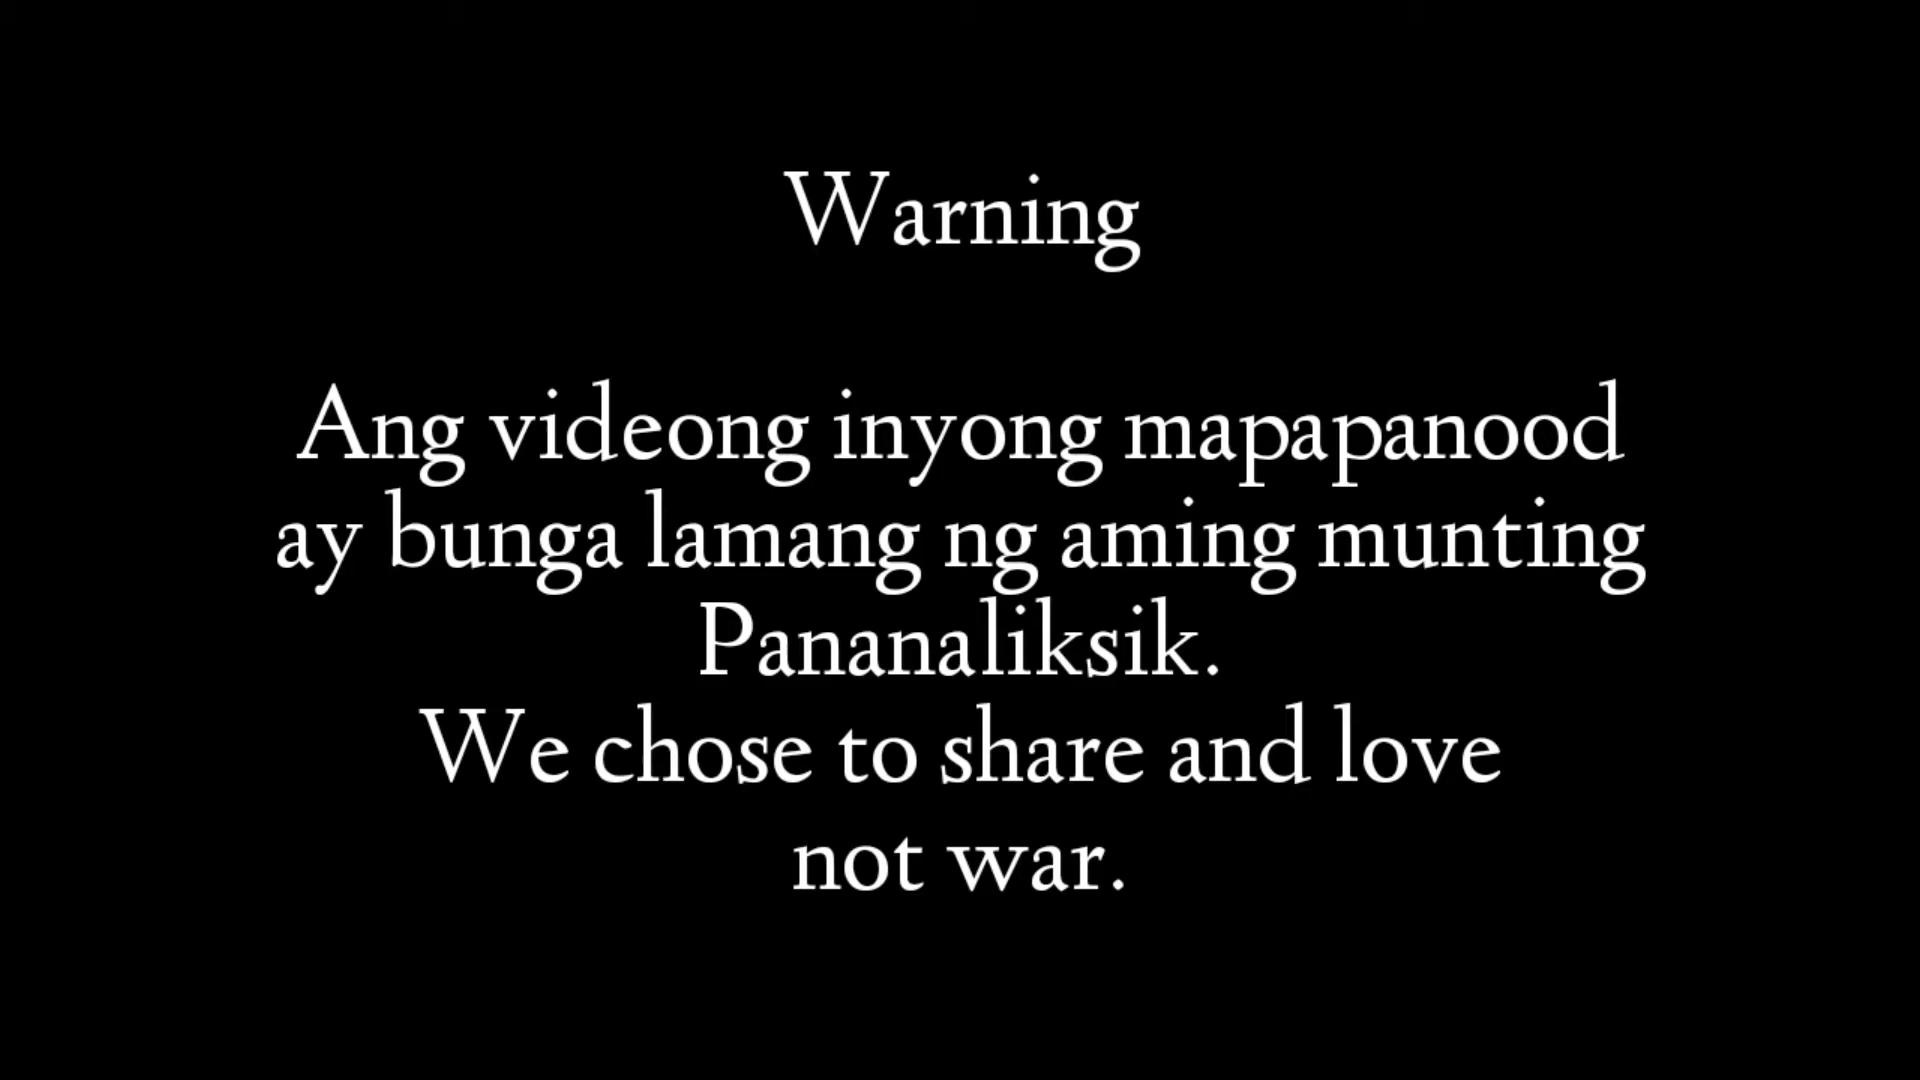 Warning
Ang videong inyong mapapanood
ay bunga lamang ng aming munting
Pananaliksik.
We chose to share and love
not war.